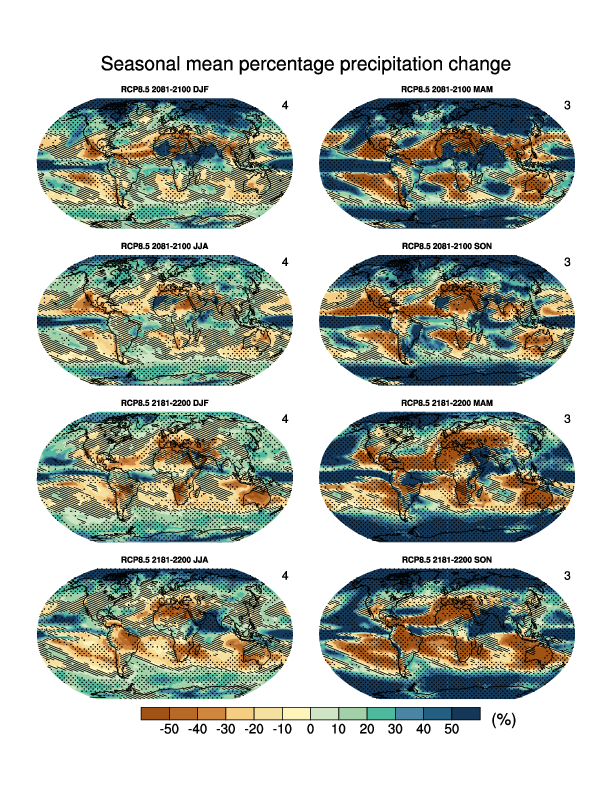 Seasonal mean percentage precipitation change
RCP8.5 2081-2100 DJF
4
RCP8.5 2081-2100 MAM
3
RCP8.5 2081-2100 JJA
4
RCP8.5 2081-2100 SON
3
RCP8.5 2181-2200 DJF
4
RCP8.5 2181-2200 MAM
3
RCP8.5 2181-2200 JJA
4
RCP8.5 2181-2200 SON
3
-50 -40 -30 -20 -10 0 10 20 30 40 50 (%)